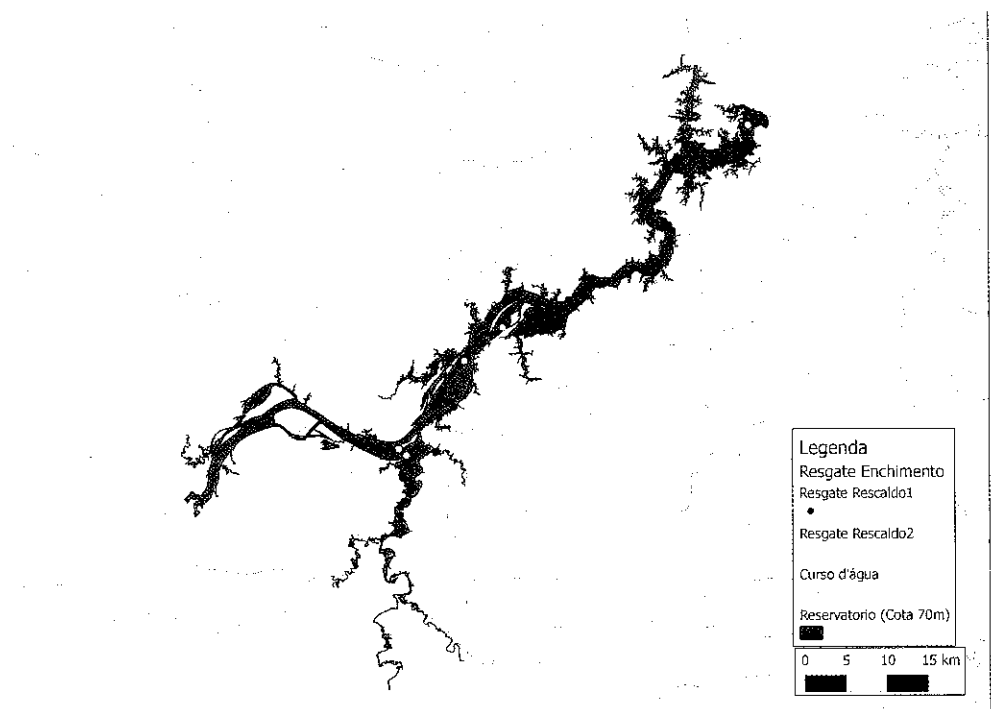 Legenda
Resgate Enchimento
Resgate Rescaldo1
Resgate Rescaldo2
Curso d'água
Reservatorio (Cota 70m)
0 5 10 15 km